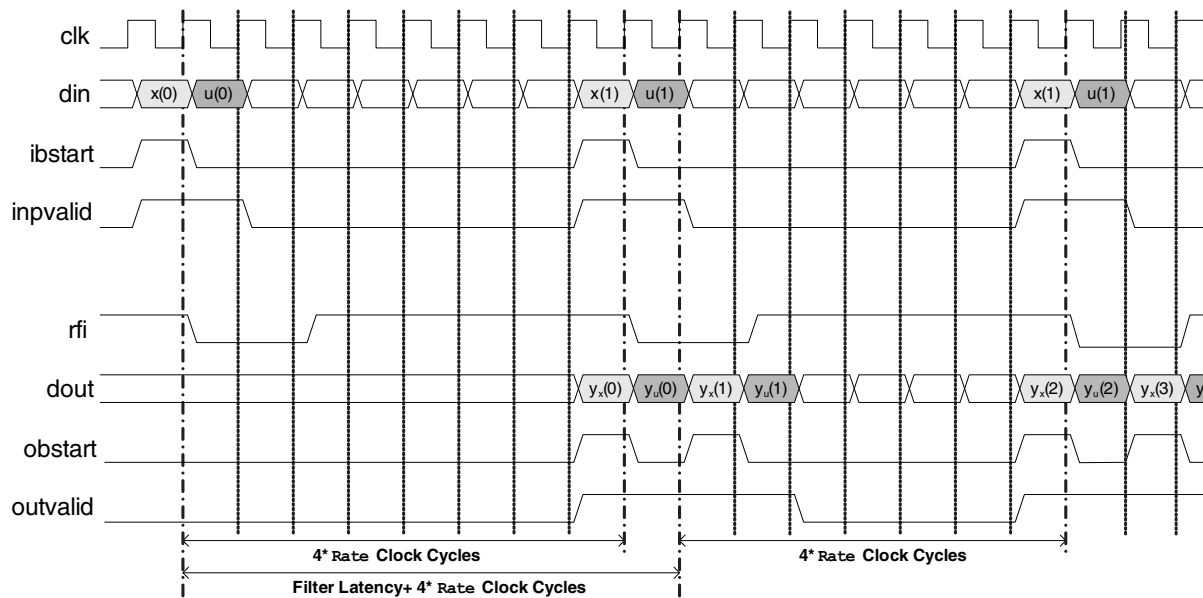 clk
din x(0) u(0) x(1) u(1) x(1) u(1)
ibstart
inpvalid
rfi
dout yx(0) yu(0) yx(1) yu(1) yx(2) yu(2) yx(3) y
obstart
outvalid
4* Rate Clock Cycles 4* Rate Clock Cycles
Filter Latency+ 4* Rate Clock Cycles